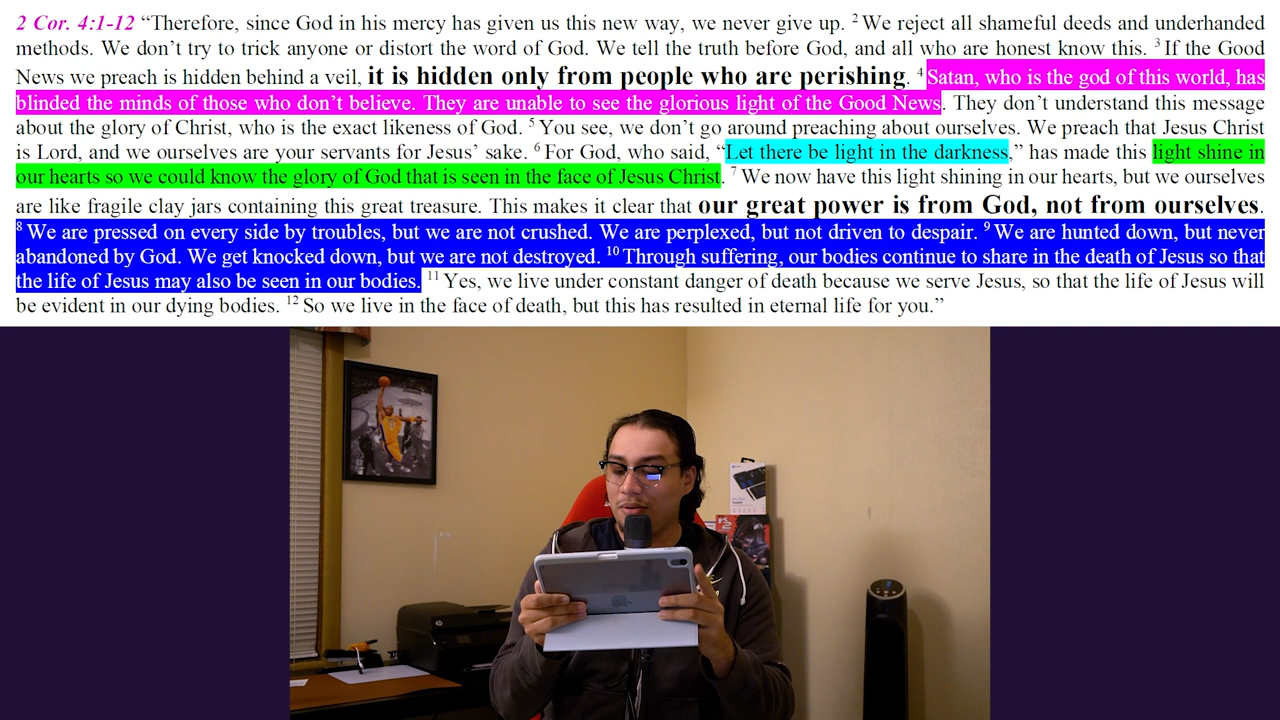 2 Cor. 4:1-12 “Therefore, since God in his mercy has given us this new way, we never give up. 2 We reject all shameful deeds and underhanded
methods. We don’t try to trick anyone or distort the word of God. We tell the truth before God, and all who are honest know this. 3 If the Good
News we preach is hidden behind a veil, it is hidden only from people who are perishing. 4 Satan, who is the god of this world, has
blinded the minds of those who don’t believe. They are unable to see the glorious light of the Good News. They don’t understand this message
about the glory of Christ, who is the exact likeness of God. 5 You see, we don’t go around preaching about ourselves. We preach that Jesus Christ
is Lord, and we ourselves are your servants for Jesus’ sake. 6 For God, who said, “Let there be light in the darkness,” has made this light shine in
our hearts so we could know the glory of God that is seen in the face of Jesus Christ. 7 We now have this light shining in our hearts, but we ourselves
are like fragile clay jars containing this great treasure. This makes it clear that our great power is from God, not from ourselves.
8 We are pressed on every side by troubles, but we are not crushed. We are perplexed, but not driven to despair. 9 We are hunted down, but never
abandoned by God. We get knocked down, but we are not destroyed. 10 Through suffering, our bodies continue to share in the death of Jesus so that
the life of Jesus may also be seen in our bodies. 11 Yes, we live under constant danger of death because we serve Jesus, so that the life of Jesus will
be evident in our dying bodies. 12 So we live in the face of death, but this has resulted in eternal life for you.”